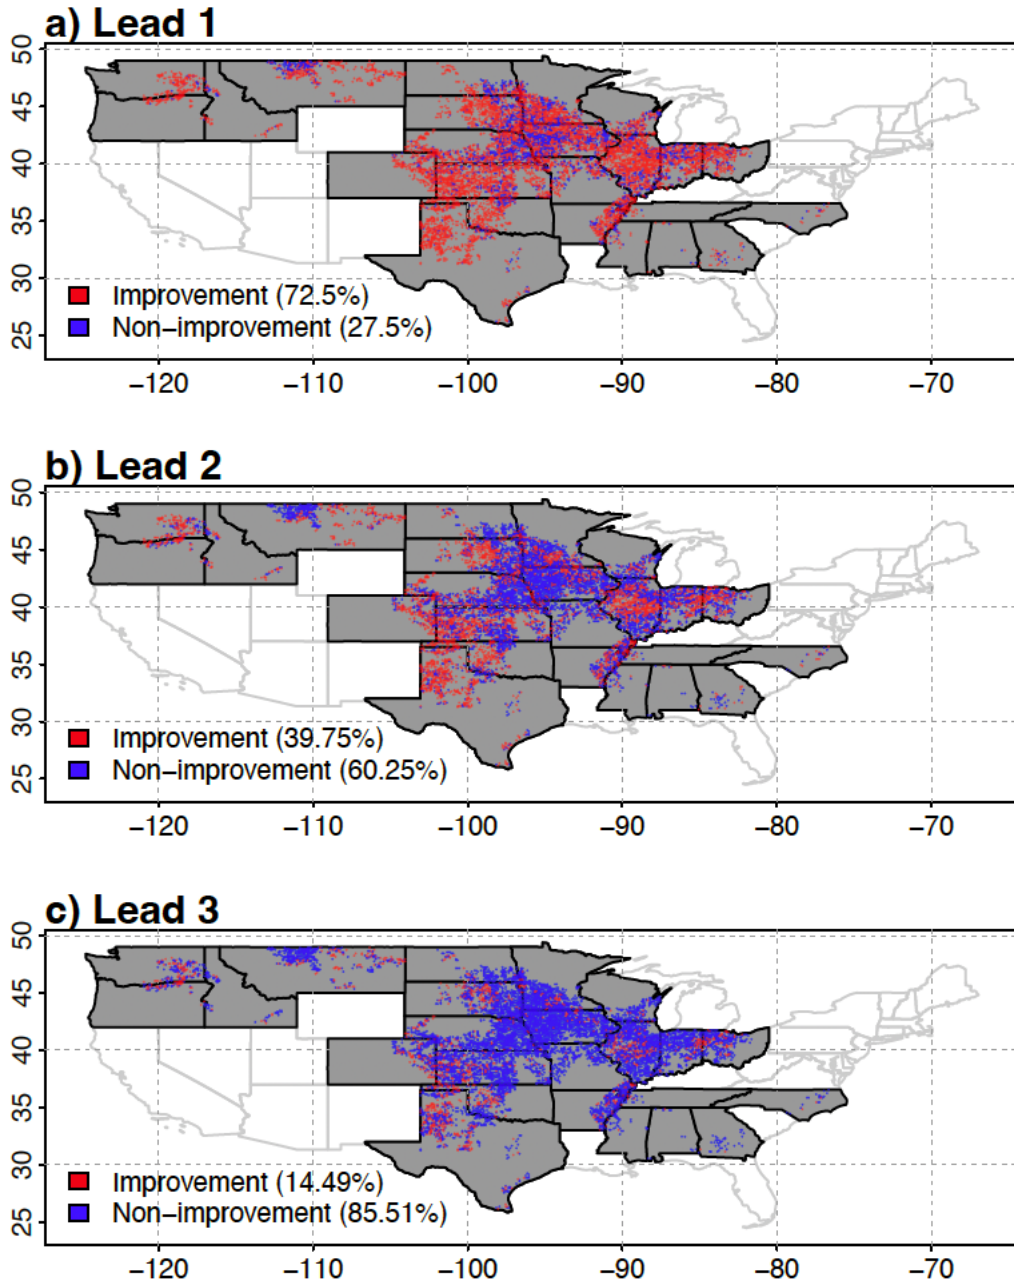 a) Lead 1
50
45
40
35
30
25
Improvement (72.5%)
Non−improvement (27.5%)
−120 −110 −100 −90 −80 −70
b) Lead 2
50
45
40
35
30
25
Improvement (39.75%)
Non−improvement (60.25%)
−120 −110 −100 −90 −80 −70
c) Lead 3
50
45
40
35
30
25
Improvement (14.49%)
Non−improvement (85.51%)
−120 −110 −100 −90 −80 −70